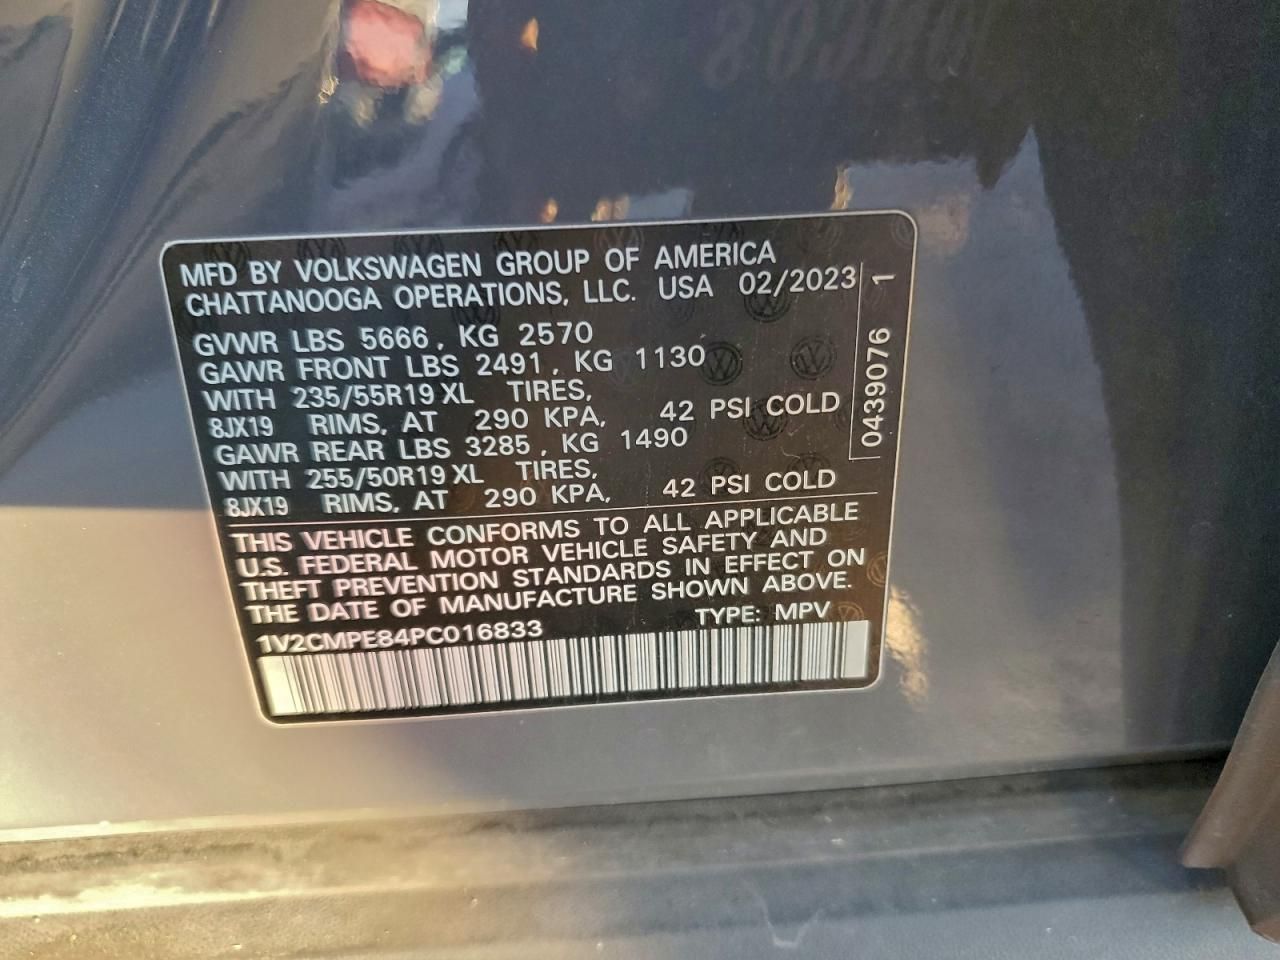 MFD BY VOLKSWAGEN GROUP OF AMERICA
CHATTANOOGA OPERATIONS, LLC. USA 02/2023
GVWR LBS 5666, KG 2570
GAWR FRONT LBS 2491, KG 1130
WITH 235/55R19 XL TIRES,
8JX19 RIMS, AT 290 KPA, 42 PSI COLD
GAWR REAR LBS 3285, KG 1490
WITH 255/50R19 XL TIRES,
8JX19 RIMS, AT 290 KPA, 42 PSI COLD
0439076 1
THIS VEHICLE CONFORMS TO ALL APPLICABLE
U.S. FEDERAL MOTOR VEHICLE SAFETY AND
THEFT PREVENTION STANDARDS IN EFFECT ON
THE DATE OF MANUFACTURE SHOWN ABOVE.
TYPE: MPV
1V2CMPE84PC016833